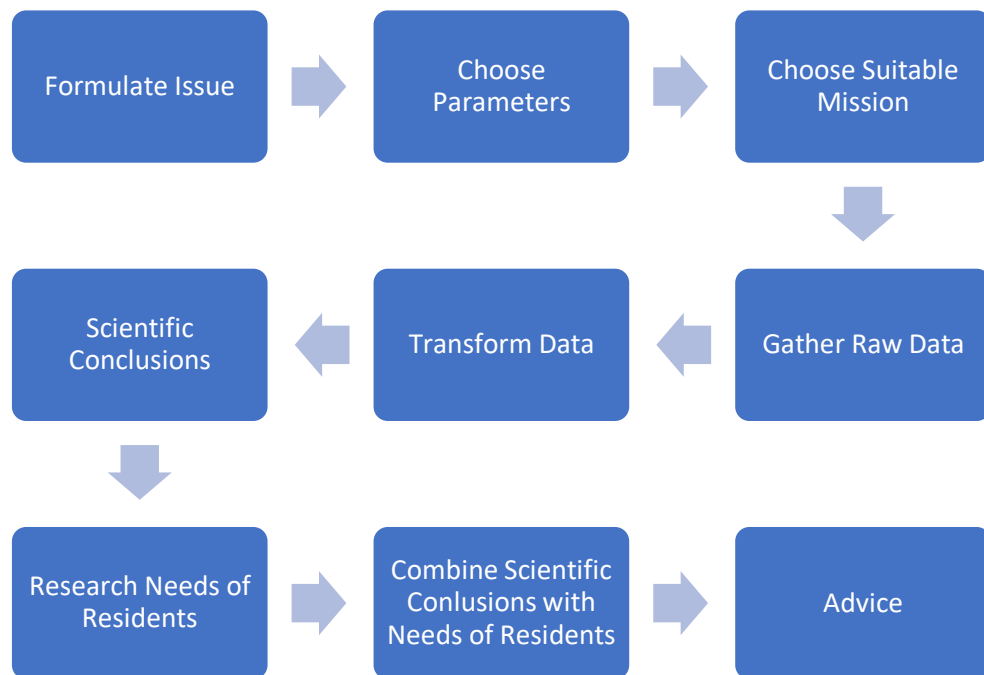 Formulate Issue
Choose
Parameters
Choose Suitable
Mission
Gather Raw Data
Transform Data
Scientific
Conclusions
Research Needs of
Residents
Combine Scientific
Conlusions with
Needs of Residents
Advice